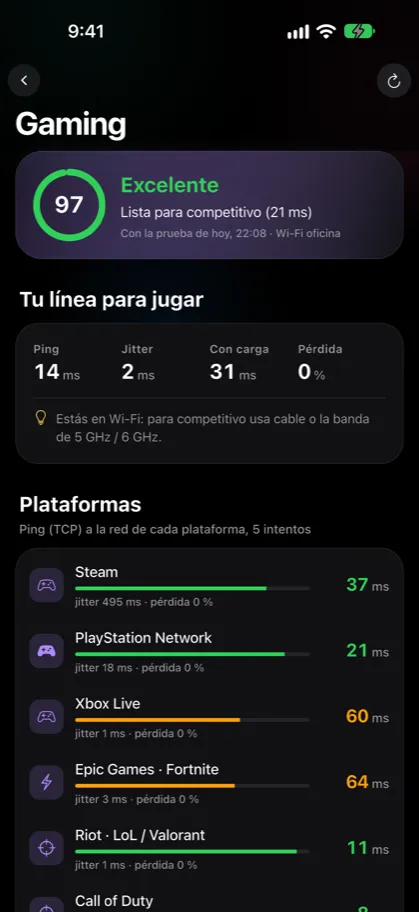 9:41
Gaming
97
Excelente
Lista para competitivo (21 ms)
Con la prueba de hoy, 22:08 · Wi-Fi oficina
Tu línea para jugar
Ping Jitter Con carga Pérdida
14 ms 2 ms 31 ms 0 %
Estás en Wi-Fi: para competitivo usa cable o la banda
de 5 GHz / 6 GHz.
Plataformas
Ping (TCP) a la red de cada plataforma, 5 intentos
Steam
37 ms
jitter 495 ms · pérdida 0 %
PlayStation Network
21 ms
jitter 18 ms · pérdida 0 %
Xbox Live
60 ms
jitter 1 ms · pérdida 0 %
Epic Games · Fortnite
64 ms
jitter 3 ms · pérdida 0 %
Riot · LoL / Valorant
11 ms
jitter 1 ms · pérdida 0 %
Call of Duty